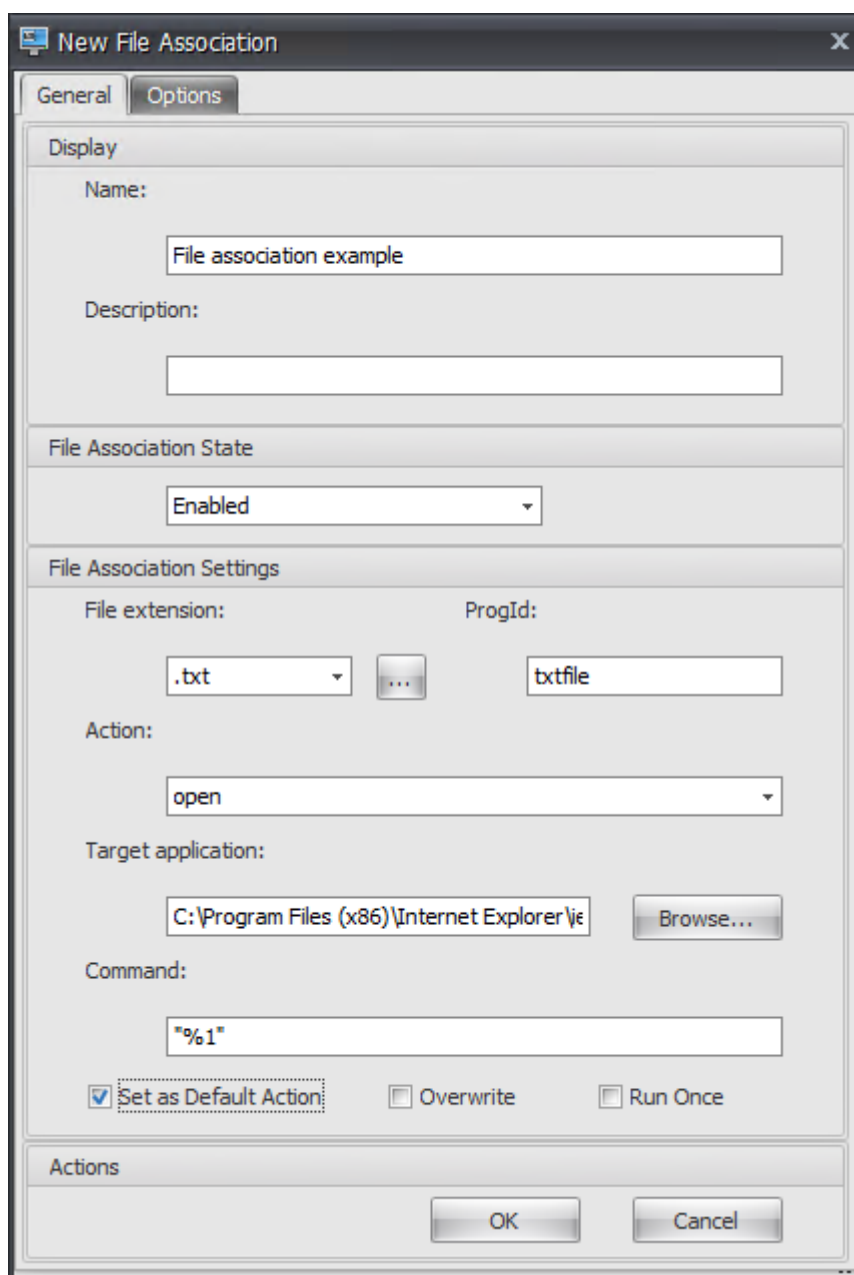 New File Association
x
General Options
Display
Name:
File association example
Description:
File Association State
Enabled
File Association Settings
File extension: ProgId:
.txt ... txtfile
Action:
open
Target application:
C:\Program Files (x86)\Internet Explorer\ie Browse...
Command:
"%1"
Set as Default Action Overwrite Run Once
Actions
OK Cancel